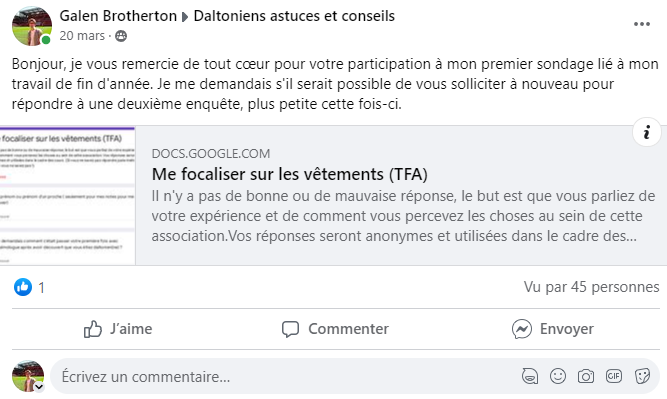 Galen Brotherton Daltoniens astuces et conseils
20 mars ·
Bonjour, je vous remercie de tout cœur pour votre participation à mon premier sondage lié à mon
travail de fin d'année. Je me demandais s'il serait possible de vous solliciter à nouveau pour
répondre à une deuxième enquête, plus petite cette fois-ci.
e focaliser sur les vêtements (TFA)
DOCS.GOOGLE.COM
Me focaliser sur les vêtements (TFA)
Il n'y a pas de bonne ou de mauvaise réponse, le but est que vous parliez de
votre expérience et de comment vous percevez les choses au sein de cette
association.Vos réponses seront anonymes et utilisées dans le cadre des...
1
Vu par 45 personnes
J'aime
Commenter
Envoyer
Écrivez un commentaire...
GIF